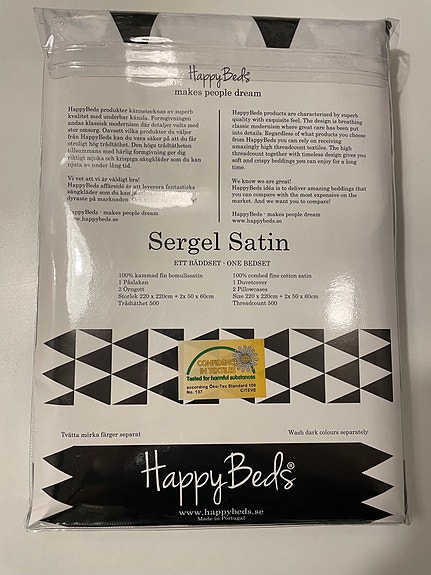 HappyBeds®
makes people dream
HappyBeds produkter kännetecknas av superb
kvalitet med underbar känsla. Formgivningen
andas klassisk modernism där detaljer valts med
stor omsorg. Oavsett vilka produkter du väljer
från HappyBeds kan du vara säker på att du får
otroligt hög trådtäthet. Den höga trådtätheten
tillsammans med härlig formgivning ger dig
riktigt mjuka och krispiga sängkläder som du kan
njuta av under lång tid.
Vi vet att vi är väldigt bra!
HappyBeds affärsidé är att leverera fantastiska
sängkläder som du kan jäm
dyraste på marknaden. Och
HappyBeds - makes people dream
www.happybeds.se
HappyBeds products are characterised by superb
quality with exquisite feel. The design is breathing
classic modernism where great care has been put
into details. Regardless of what products you choose
from HappyBeds you can rely on receiving
amazingly high threadcount textiles. The high
threadcount together with timeless design gives you
soft and crispy beddings you can enjoy for a long
time.
We know we are great!
HappyBeds idéa is to deliver amazing beddings that
you can compare with the most expensive on the
market. And we want you to compare!
HappyBeds - makes people dream
www.happybeds.se
Sergel Satin
ETT BÄDDSET · ONE BEDSET
100% kammad fin bomullssatin
1 Påslakan
2 Örngott
Storlek 220 x 220cm + 2x 50 x 60cm
Trådtäthet 500
100% combed fine cotton satin
1 Duvetcover
2 Pillowcases
Size 220 x 220cm + 2x 50 x 60cm
Threadcount 500
CONFIDENCE
IN TEXTILES
Tested for harmful substances
according Öko-Tex Standard 100
No. 137 CITEVE
Tvätta mörka färger separat
Wash dark colours separately
HappyBeds®
www.happybeds.se
Made in Portugal